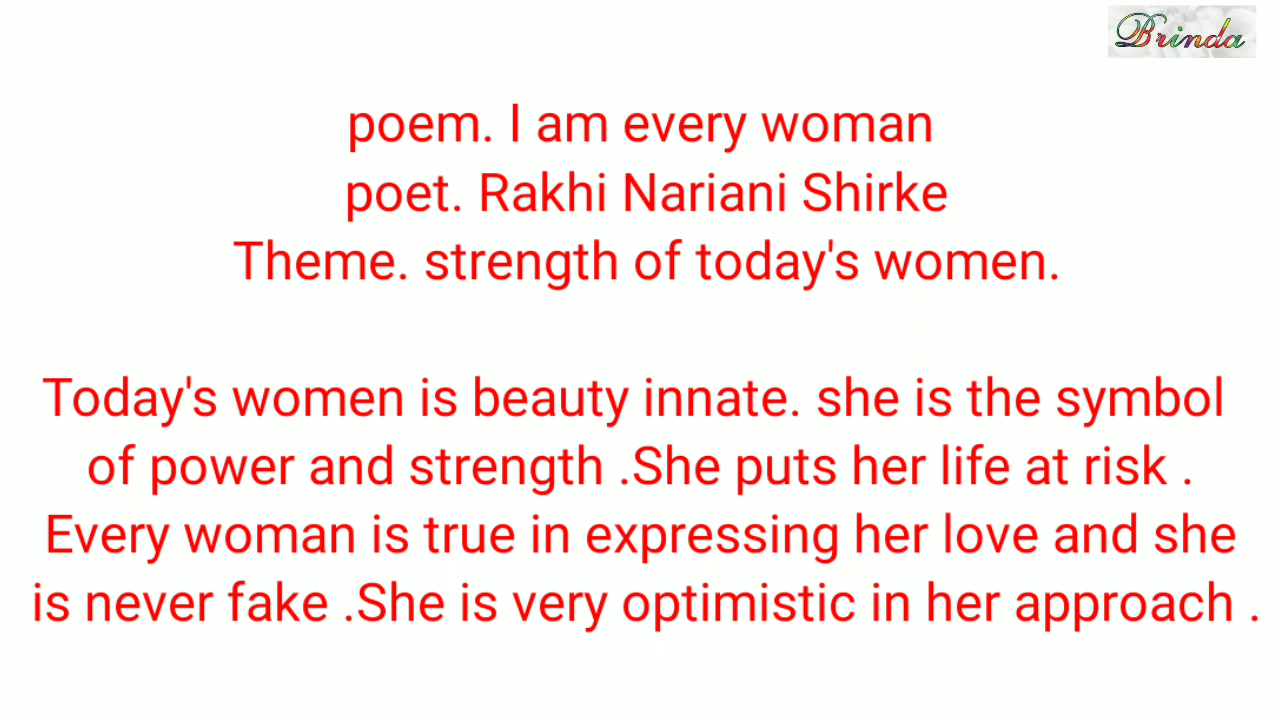 Brinda
poem. I am every woman
poet. Rakhi Nariani Shirke
Theme. strength of today's women.
Today's women is beauty innate. she is the symbol
of power and strength .She puts her life at risk .
Every woman is true in expressing her love and she
is never fake .She is very optimistic in her approach .